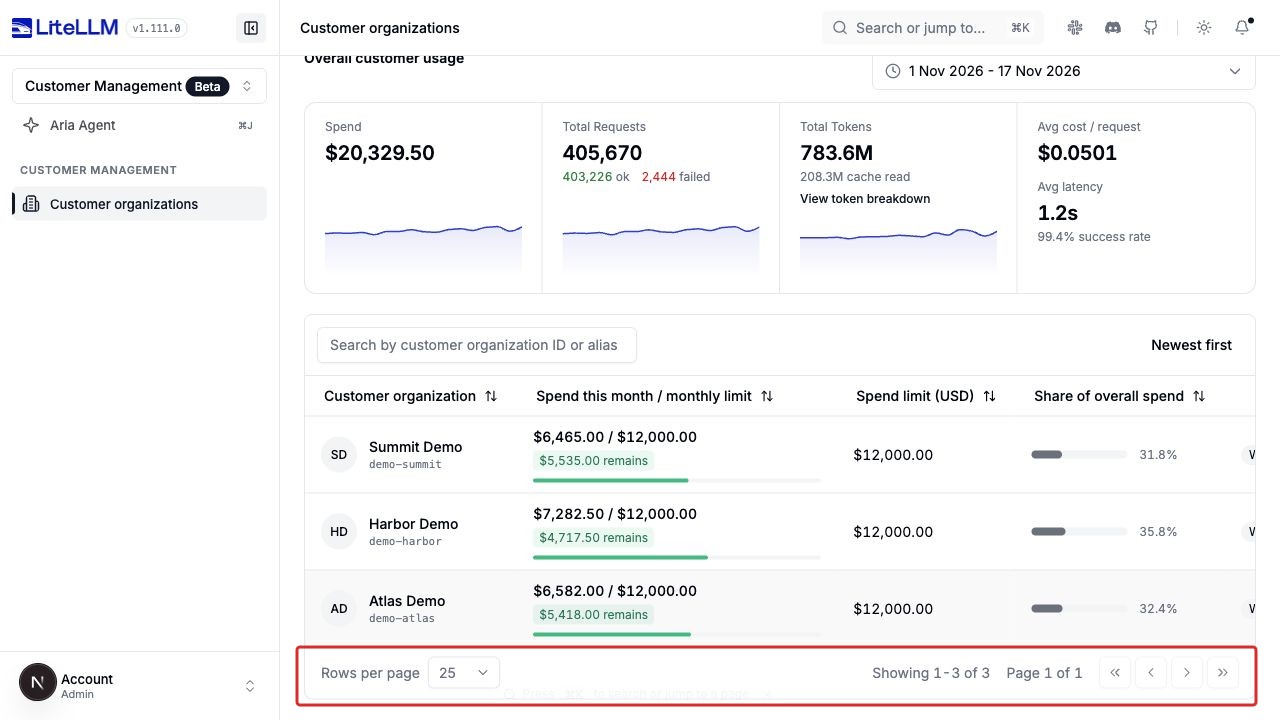 LiteLLM v1.111.0
Customer organizations
Search or jump to... ⌘K
Customer Management Beta
Aria Agent ⌘J
CUSTOMER MANAGEMENT
Customer organizations
Account
Admin
Overall customer usage
1 Nov 2026 - 17 Nov 2026
Spend
$20,329.50
Total Requests
405,670
403,226 ok 2,444 failed
Total Tokens
783.6M
208.3M cache read
View token breakdown
Avg cost / request
$0.0501
Avg latency
1.2s
99.4% success rate
Search by customer organization ID or alias
Newest first
Customer organization Spend this month / monthly limit Spend limit (USD) Share of overall spend
SD
Summit Demo
demo-summit
$6,465.00 / $12,000.00
$5,535.00 remains
$12,000.00
31.8%
HD
Harbor Demo
demo-harbor
$7,282.50 / $12,000.00
$4,717.50 remains
$12,000.00
35.8%
AD
Atlas Demo
demo-atlas
$6,582.00 / $12,000.00
$5,418.00 remains
$12,000.00
32.4%
Rows per page 25
Showing 1-3 of 3 Page 1 of 1
Press ⌘K to search or jump to a page
N